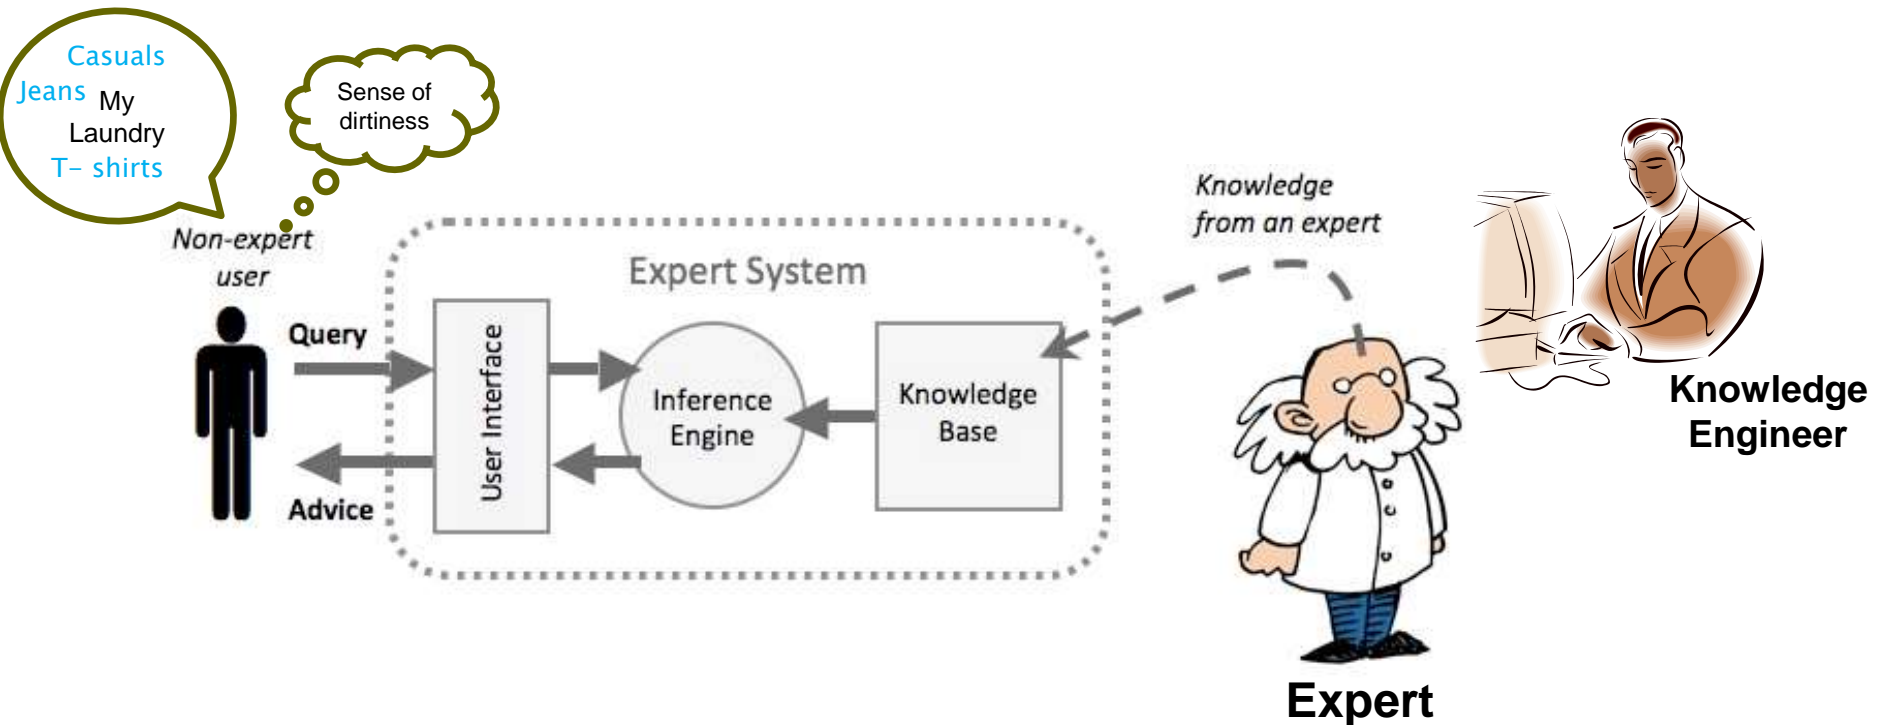 Casuals
Jeans My
Laundry
T- shirts
Sense of
dirtiness
Non-expert
user
Query
Advice
Expert System
User Interface
Inference
Engine
Knowledge
Base
Knowledge
from an expert
Expert
Knowledge
Engineer